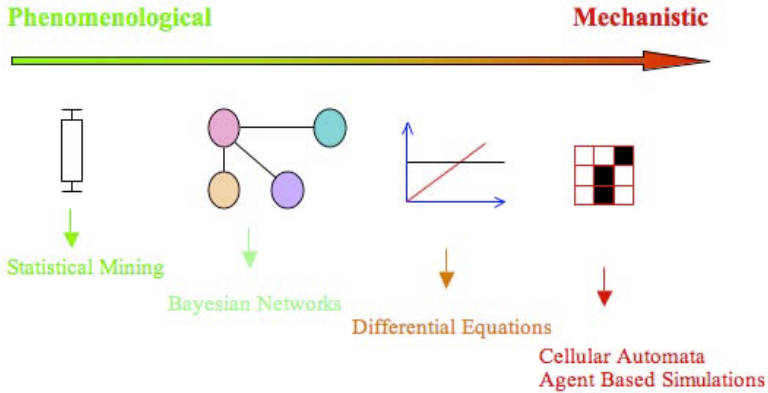 Phenomenological
Mechanistic
Statistical Mining
Bayesian Networks
Differential Equations
Cellular Automata
Agent Based Simulations